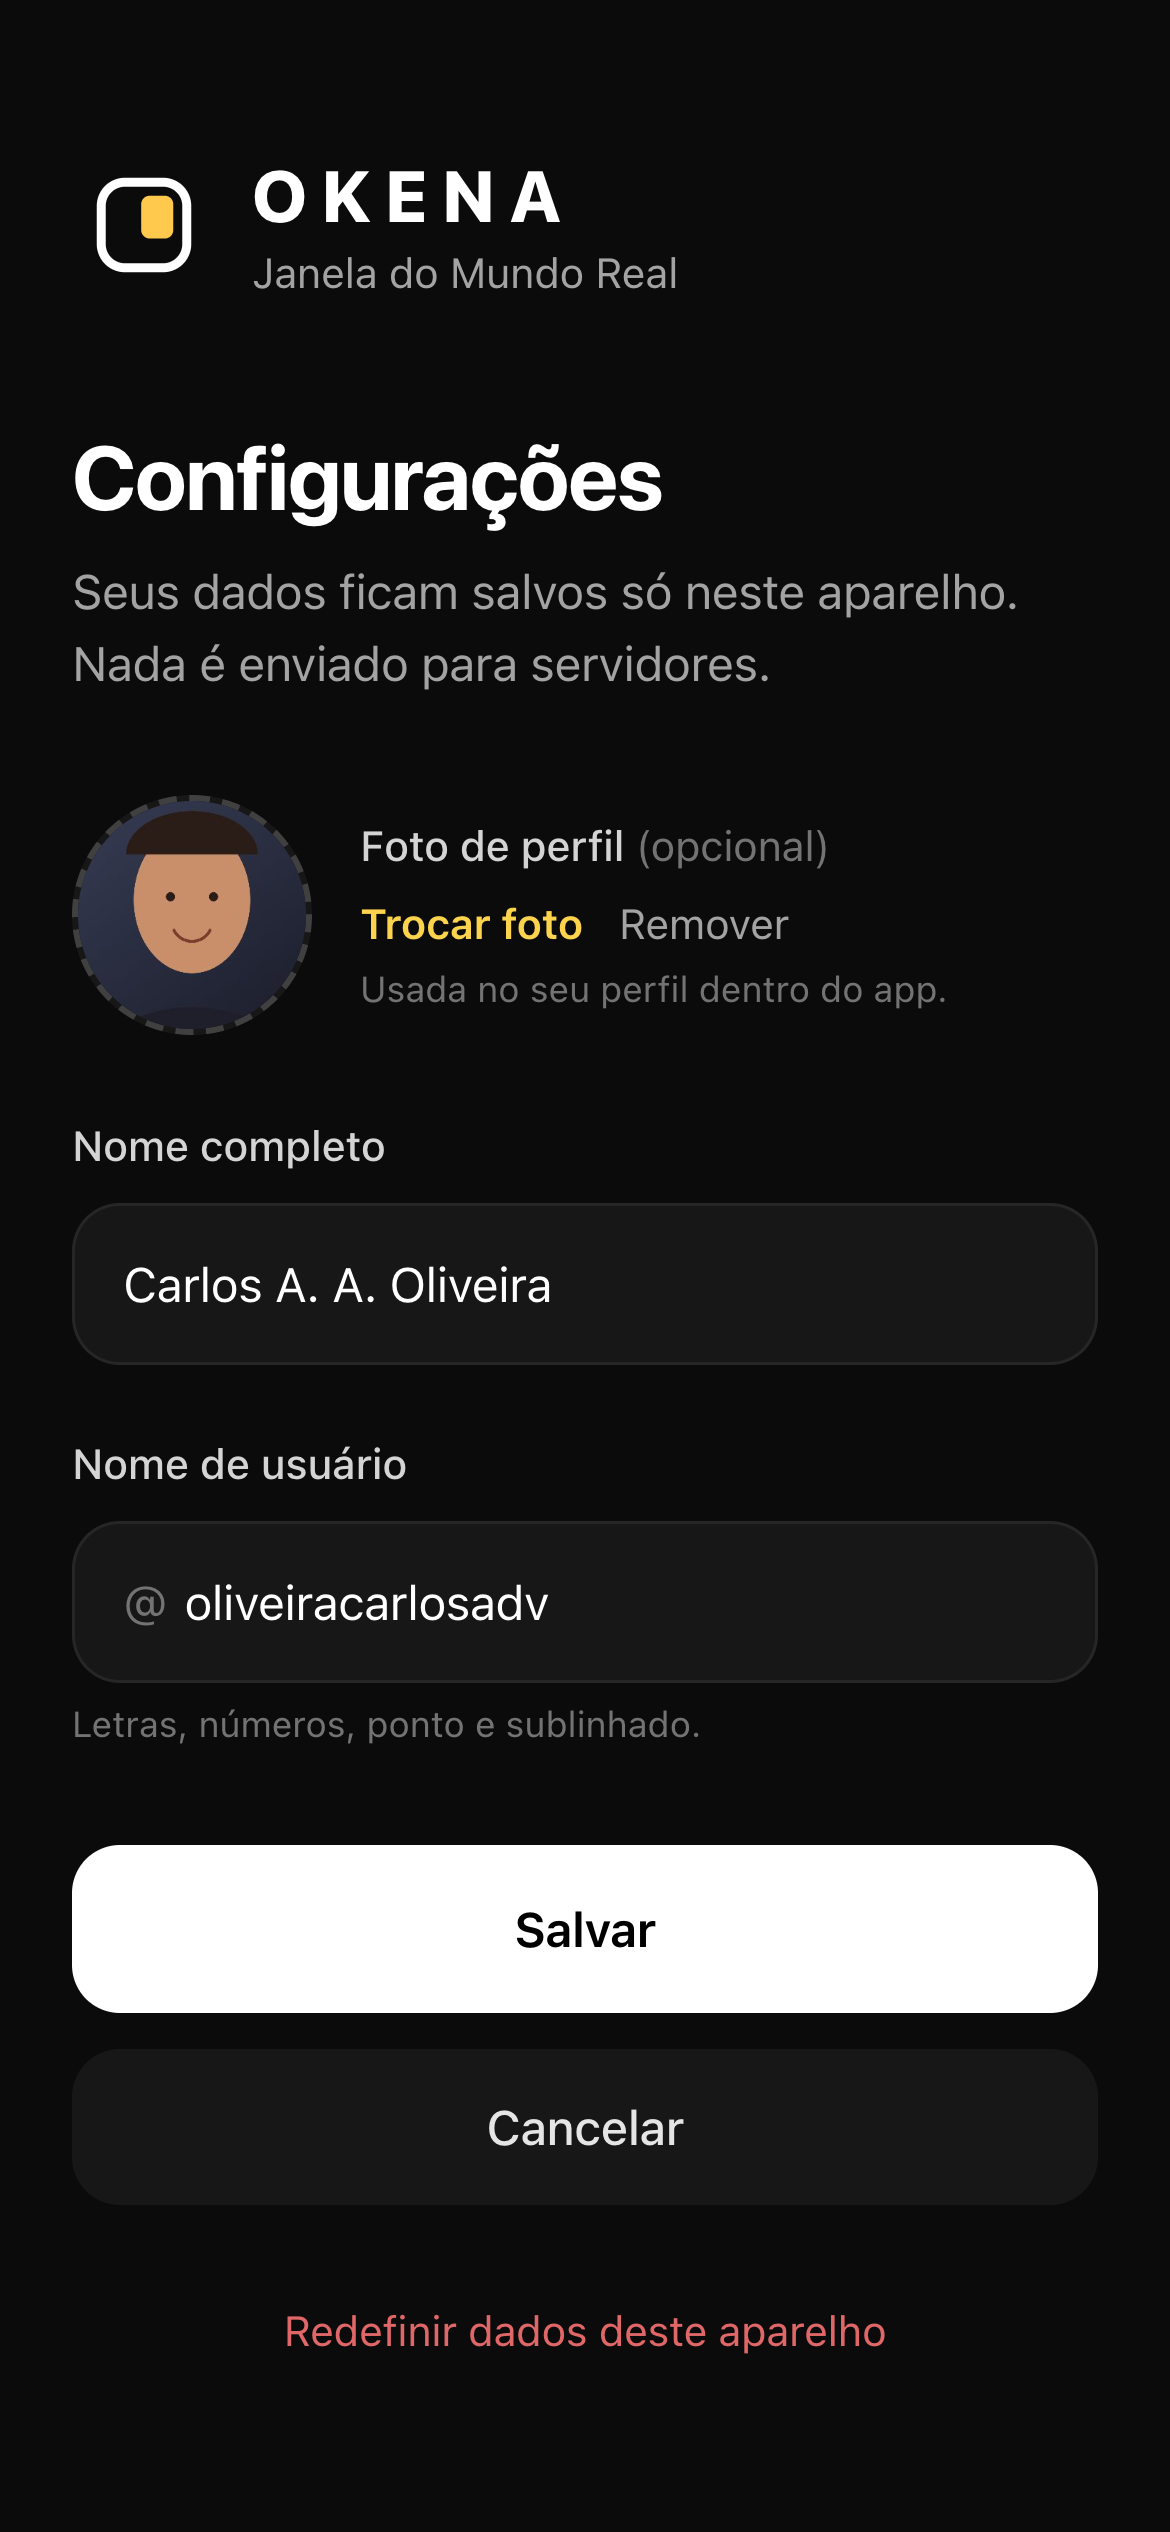 OKENA
Janela do Mundo Real
Configurações
Seus dados ficam salvos só neste aparelho.
Nada é enviado para servidores.
Foto de perfil (opcional)
Trocar foto Remover
Usada no seu perfil dentro do app.
Nome completo
Carlos A. A. Oliveira
Nome de usuário
@ oliveiracarlosadv
Letras, números, ponto e sublinhado.
Salvar
Cancelar
Redefinir dados deste aparelho